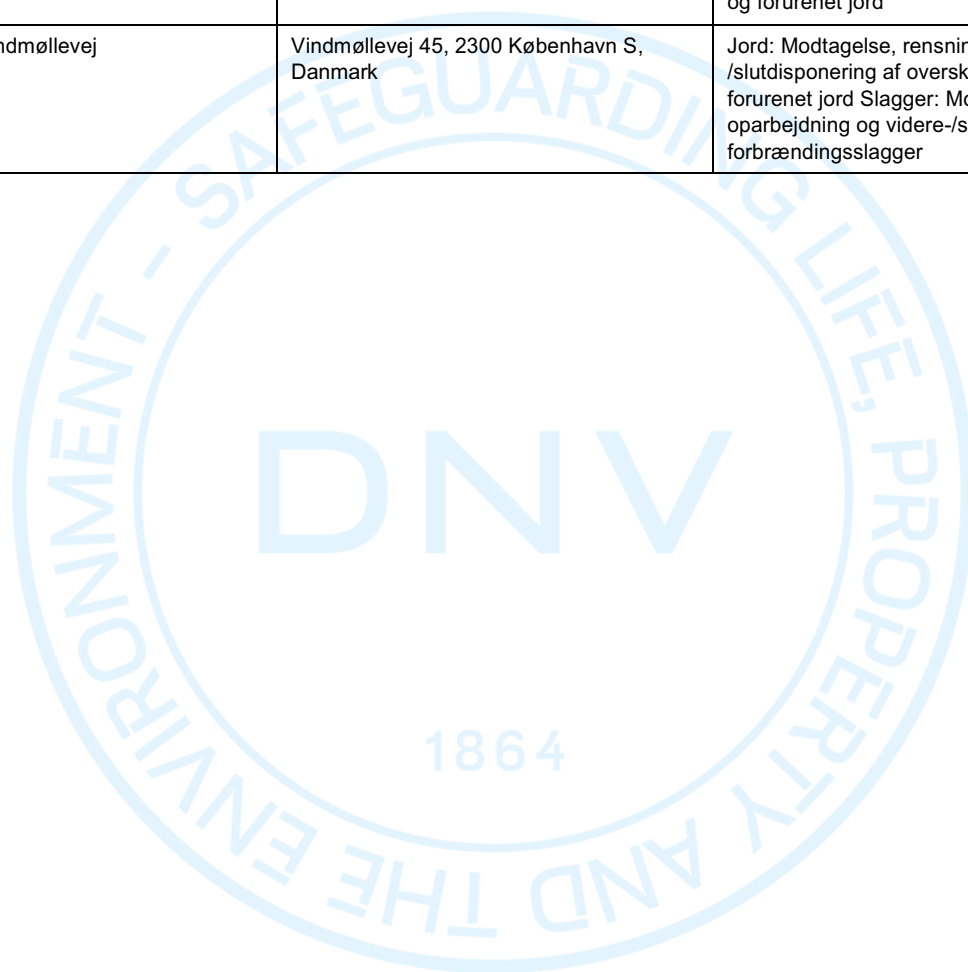 og forurenet jord
ndmøllevej
Vindmøllevej 45, 2300 København S,
Danmark
Jord: Modtagelse, rensnin
/slutdisponering af oversk
forurenet jord Slagger: Mo
oparbejdning og videre-/s
forbrændingsslagger
SAFEGUARDING LIFE, PROPERTY AND THE ENVIRONMENT -
DNV
1864